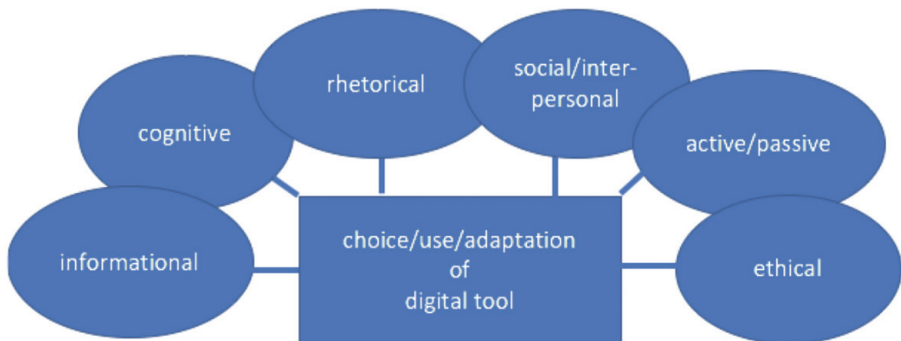 rhetorical
social/inter-
personal
cognitive
active/passive
informational
choice/use/adaptation
of
digital tool
ethical